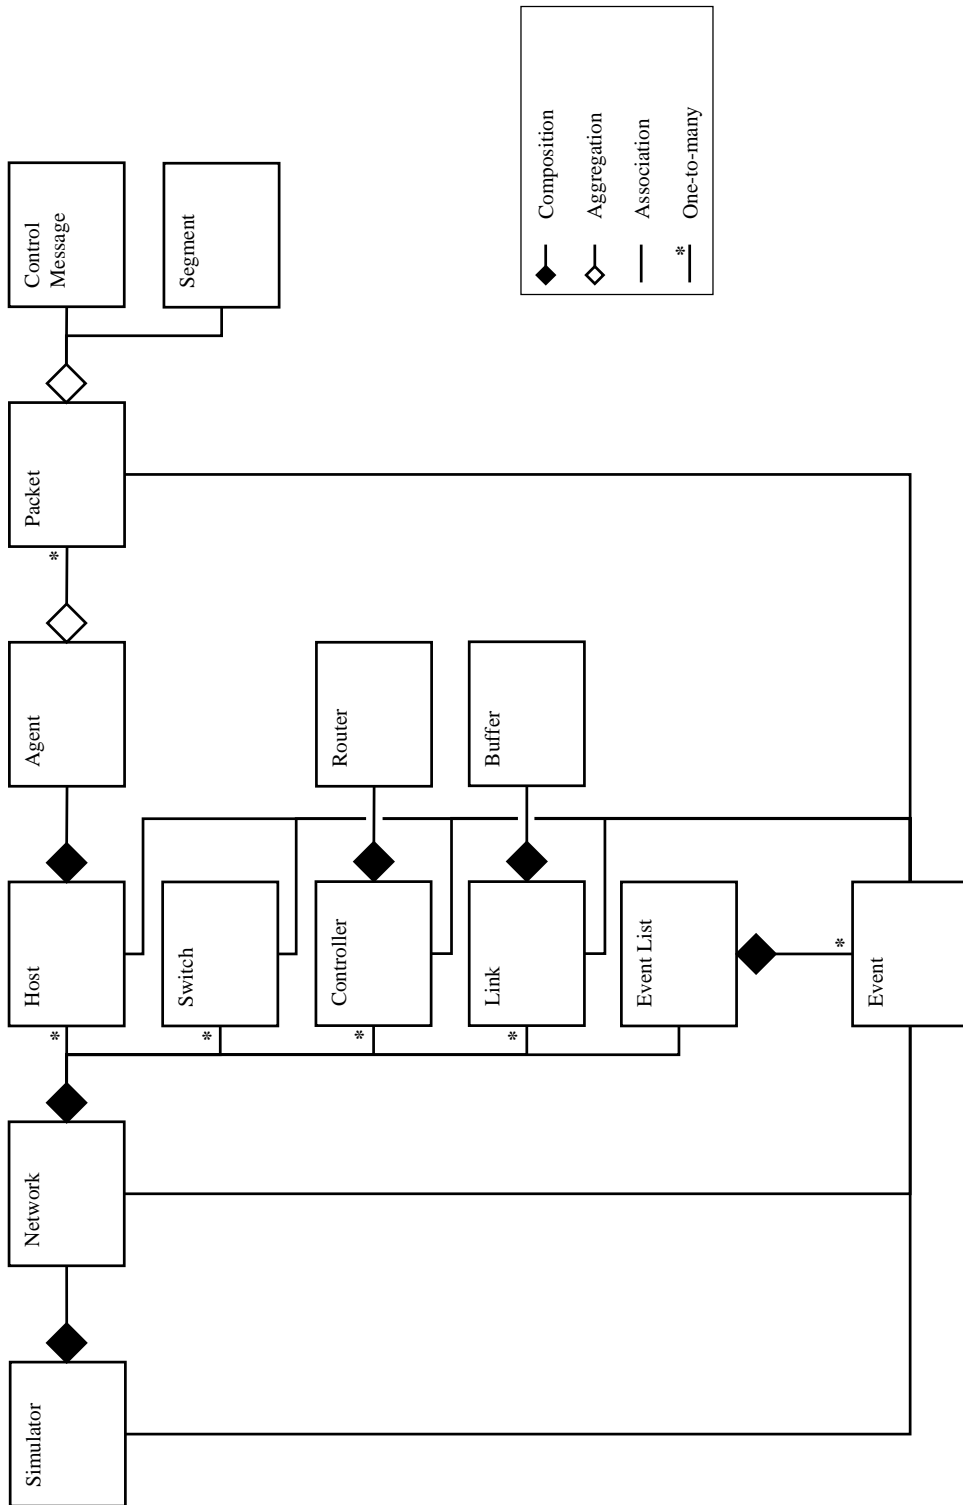 Simulator
Network
*
Host
Agent
*
Packet
Control
Message
*
Switch
Segment
*
Controller
Router
*
Link
Buffer
Event List
*
Event
Composition
Aggregation
Association
*
One-to-many